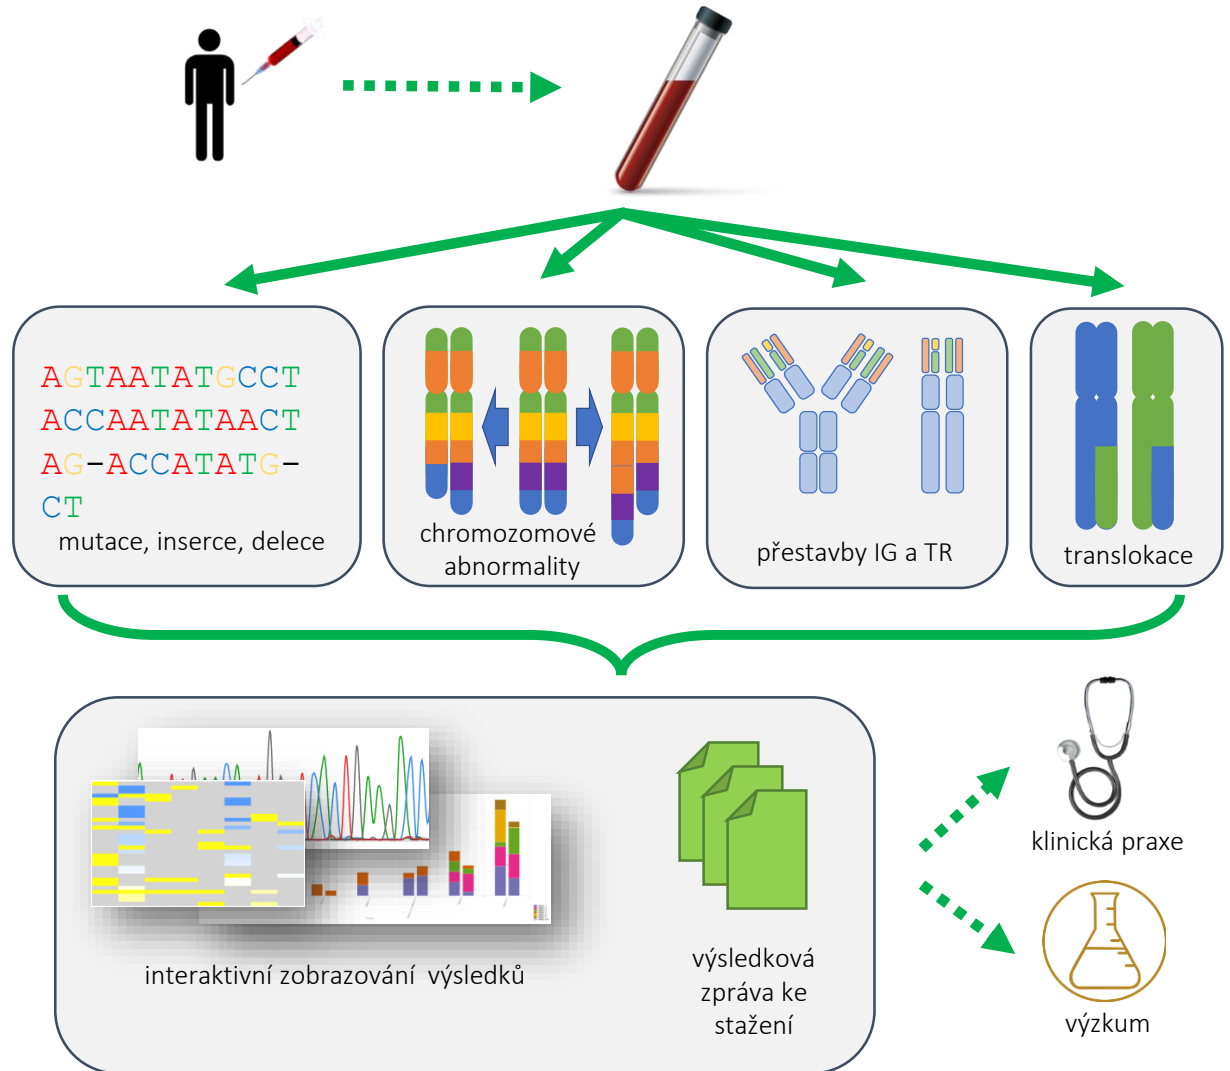 AGTAATATGCCT
ACCAATATAACT
AG-ACCATATG-
CT
mutace, inserce, delece
chromozomové
abnormality
přestavby IG a TR
translokace
interaktivní zobrazování  výsledků
výsledková
zpráva ke
stažení
klinická praxe
výzkum